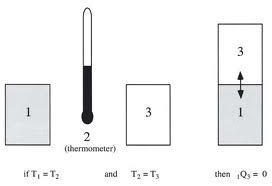 3
1
2
(thermometer)
3
1
if T₁ = T₂
and
T₂ = T₃
then ₁Q₃ = 0